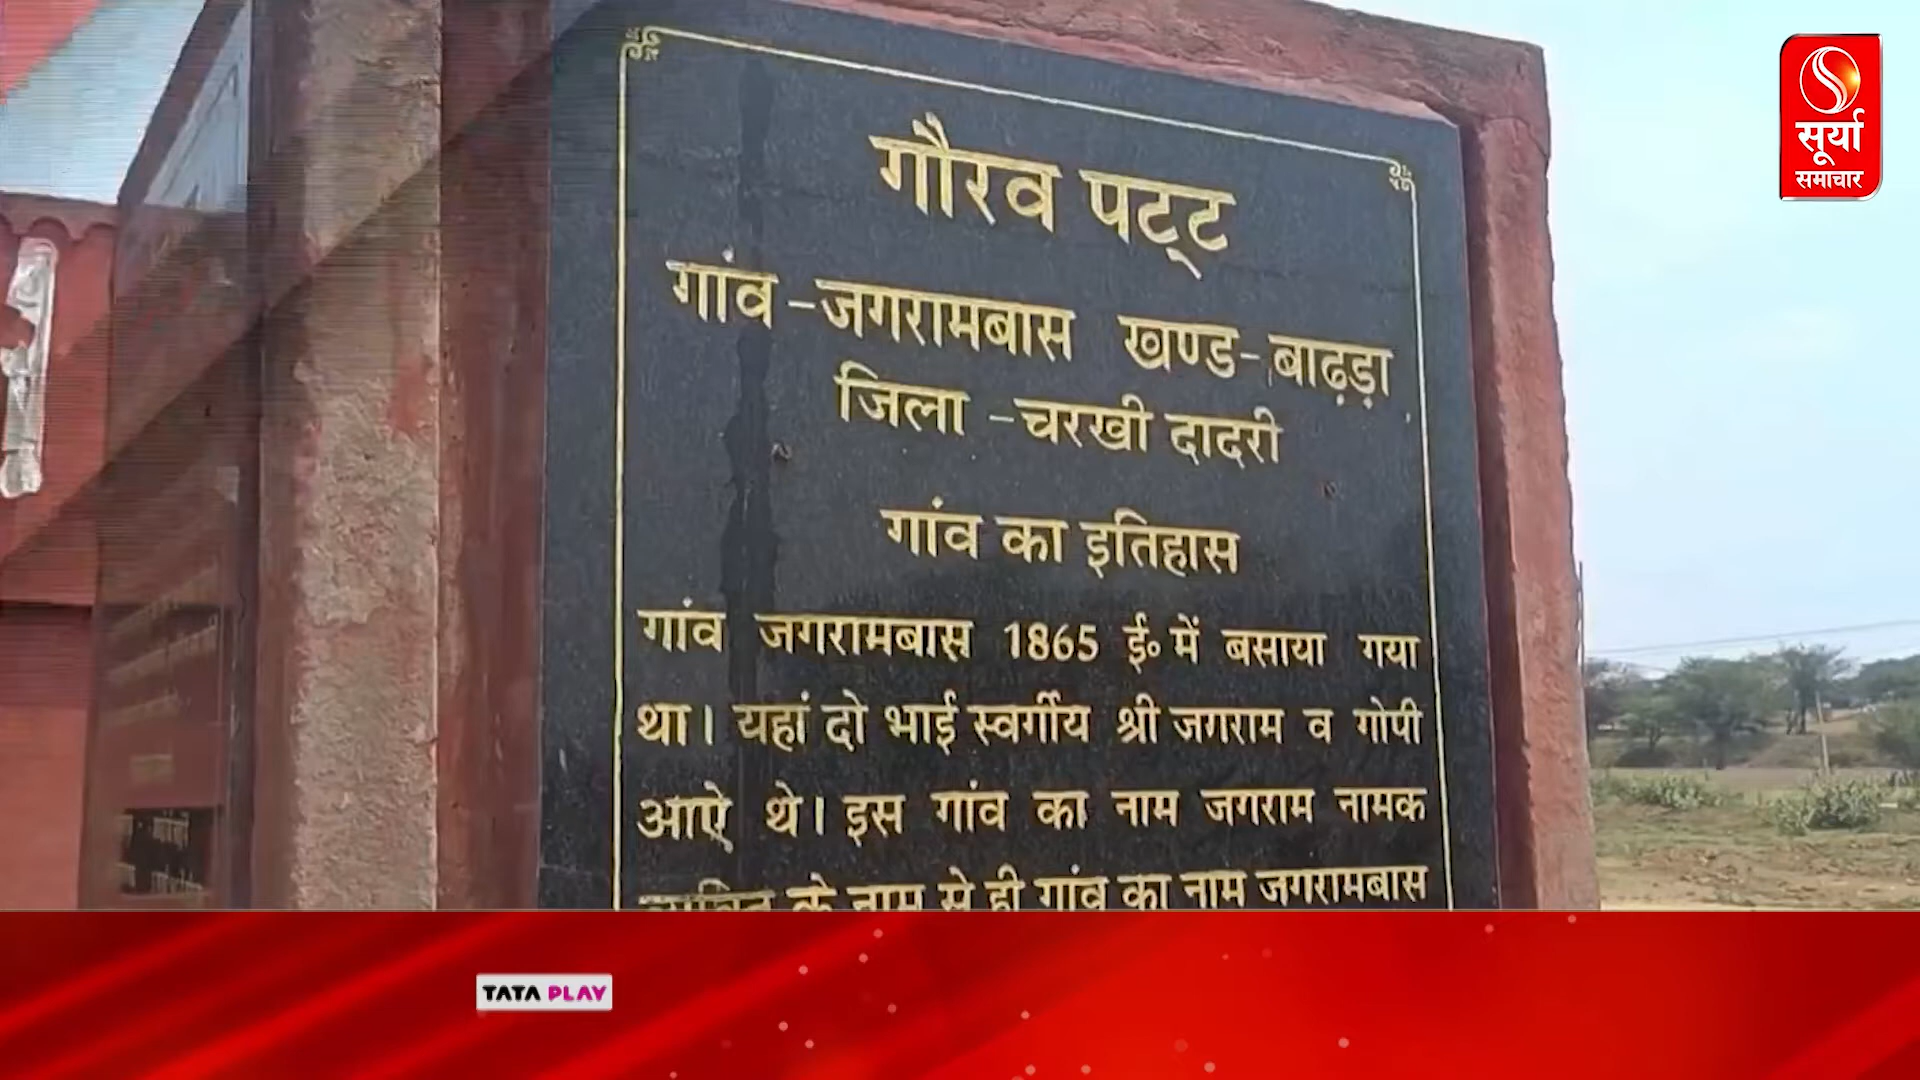 गौरव पट्ट
गांव -जगरामबास खण्ड-बाढ़ड़ा
जिला -चरखी दादरी
गांव का इतिहास
गांव जगरामबास 1865 ई॰ में बसाया गया
था। यहां दो भाई स्वर्गीय श्री जगराम व गोपी
आऐ थे। इस गांव का नाम जगराम नामक
के नाम से ही गांव का नाम जगरामबास
सूर्या
समाचार
TATA PLAY